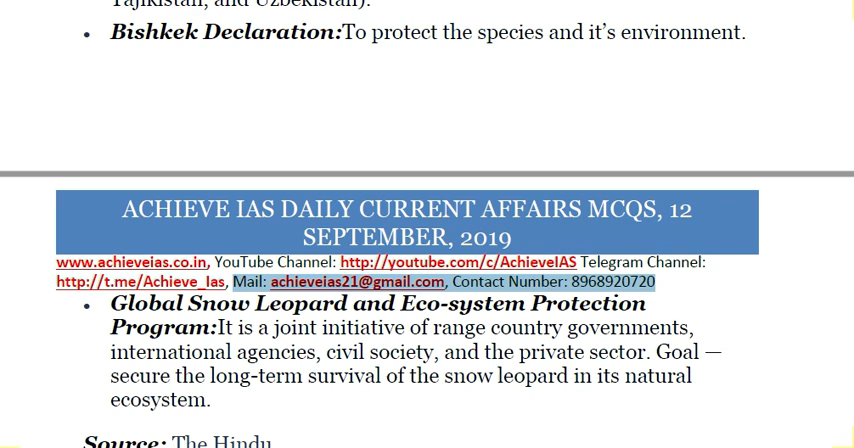 Tajikistan, and Uzbekistan).
• Bishkek Declaration:To protect the species and it’s environment.
ACHIEVE IAS DAILY CURRENT AFFAIRS MCQS, 12
SEPTEMBER, 2019
www.achieveias.co.in, YouTube Channel: http://youtube.com/c/AchieveIAS Telegram Channel:
http://t.me/Achieve_Ias, Mail: achieveias21@gmail.com, Contact Number: 8968920720
• Global Snow Leopard and Eco-system Protection
Program:It is a joint initiative of range country governments,
international agencies, civil society, and the private sector. Goal —
secure the long-term survival of the snow leopard in its natural
ecosystem.
Source: The Hindu